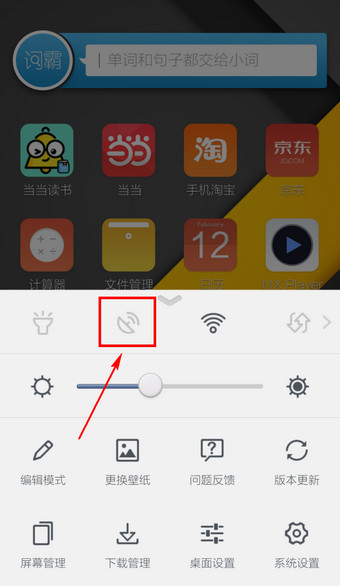 词霸
单词和句子都交给小词
当当
淘
京东
JD.COM
当当读书
当当
手机淘宝
京东
February
12
计算器
文件管理
MX Player
编辑模式
更换壁纸
问题反馈
版本更新
屏幕管理
下载管理
桌面设置
系统设置